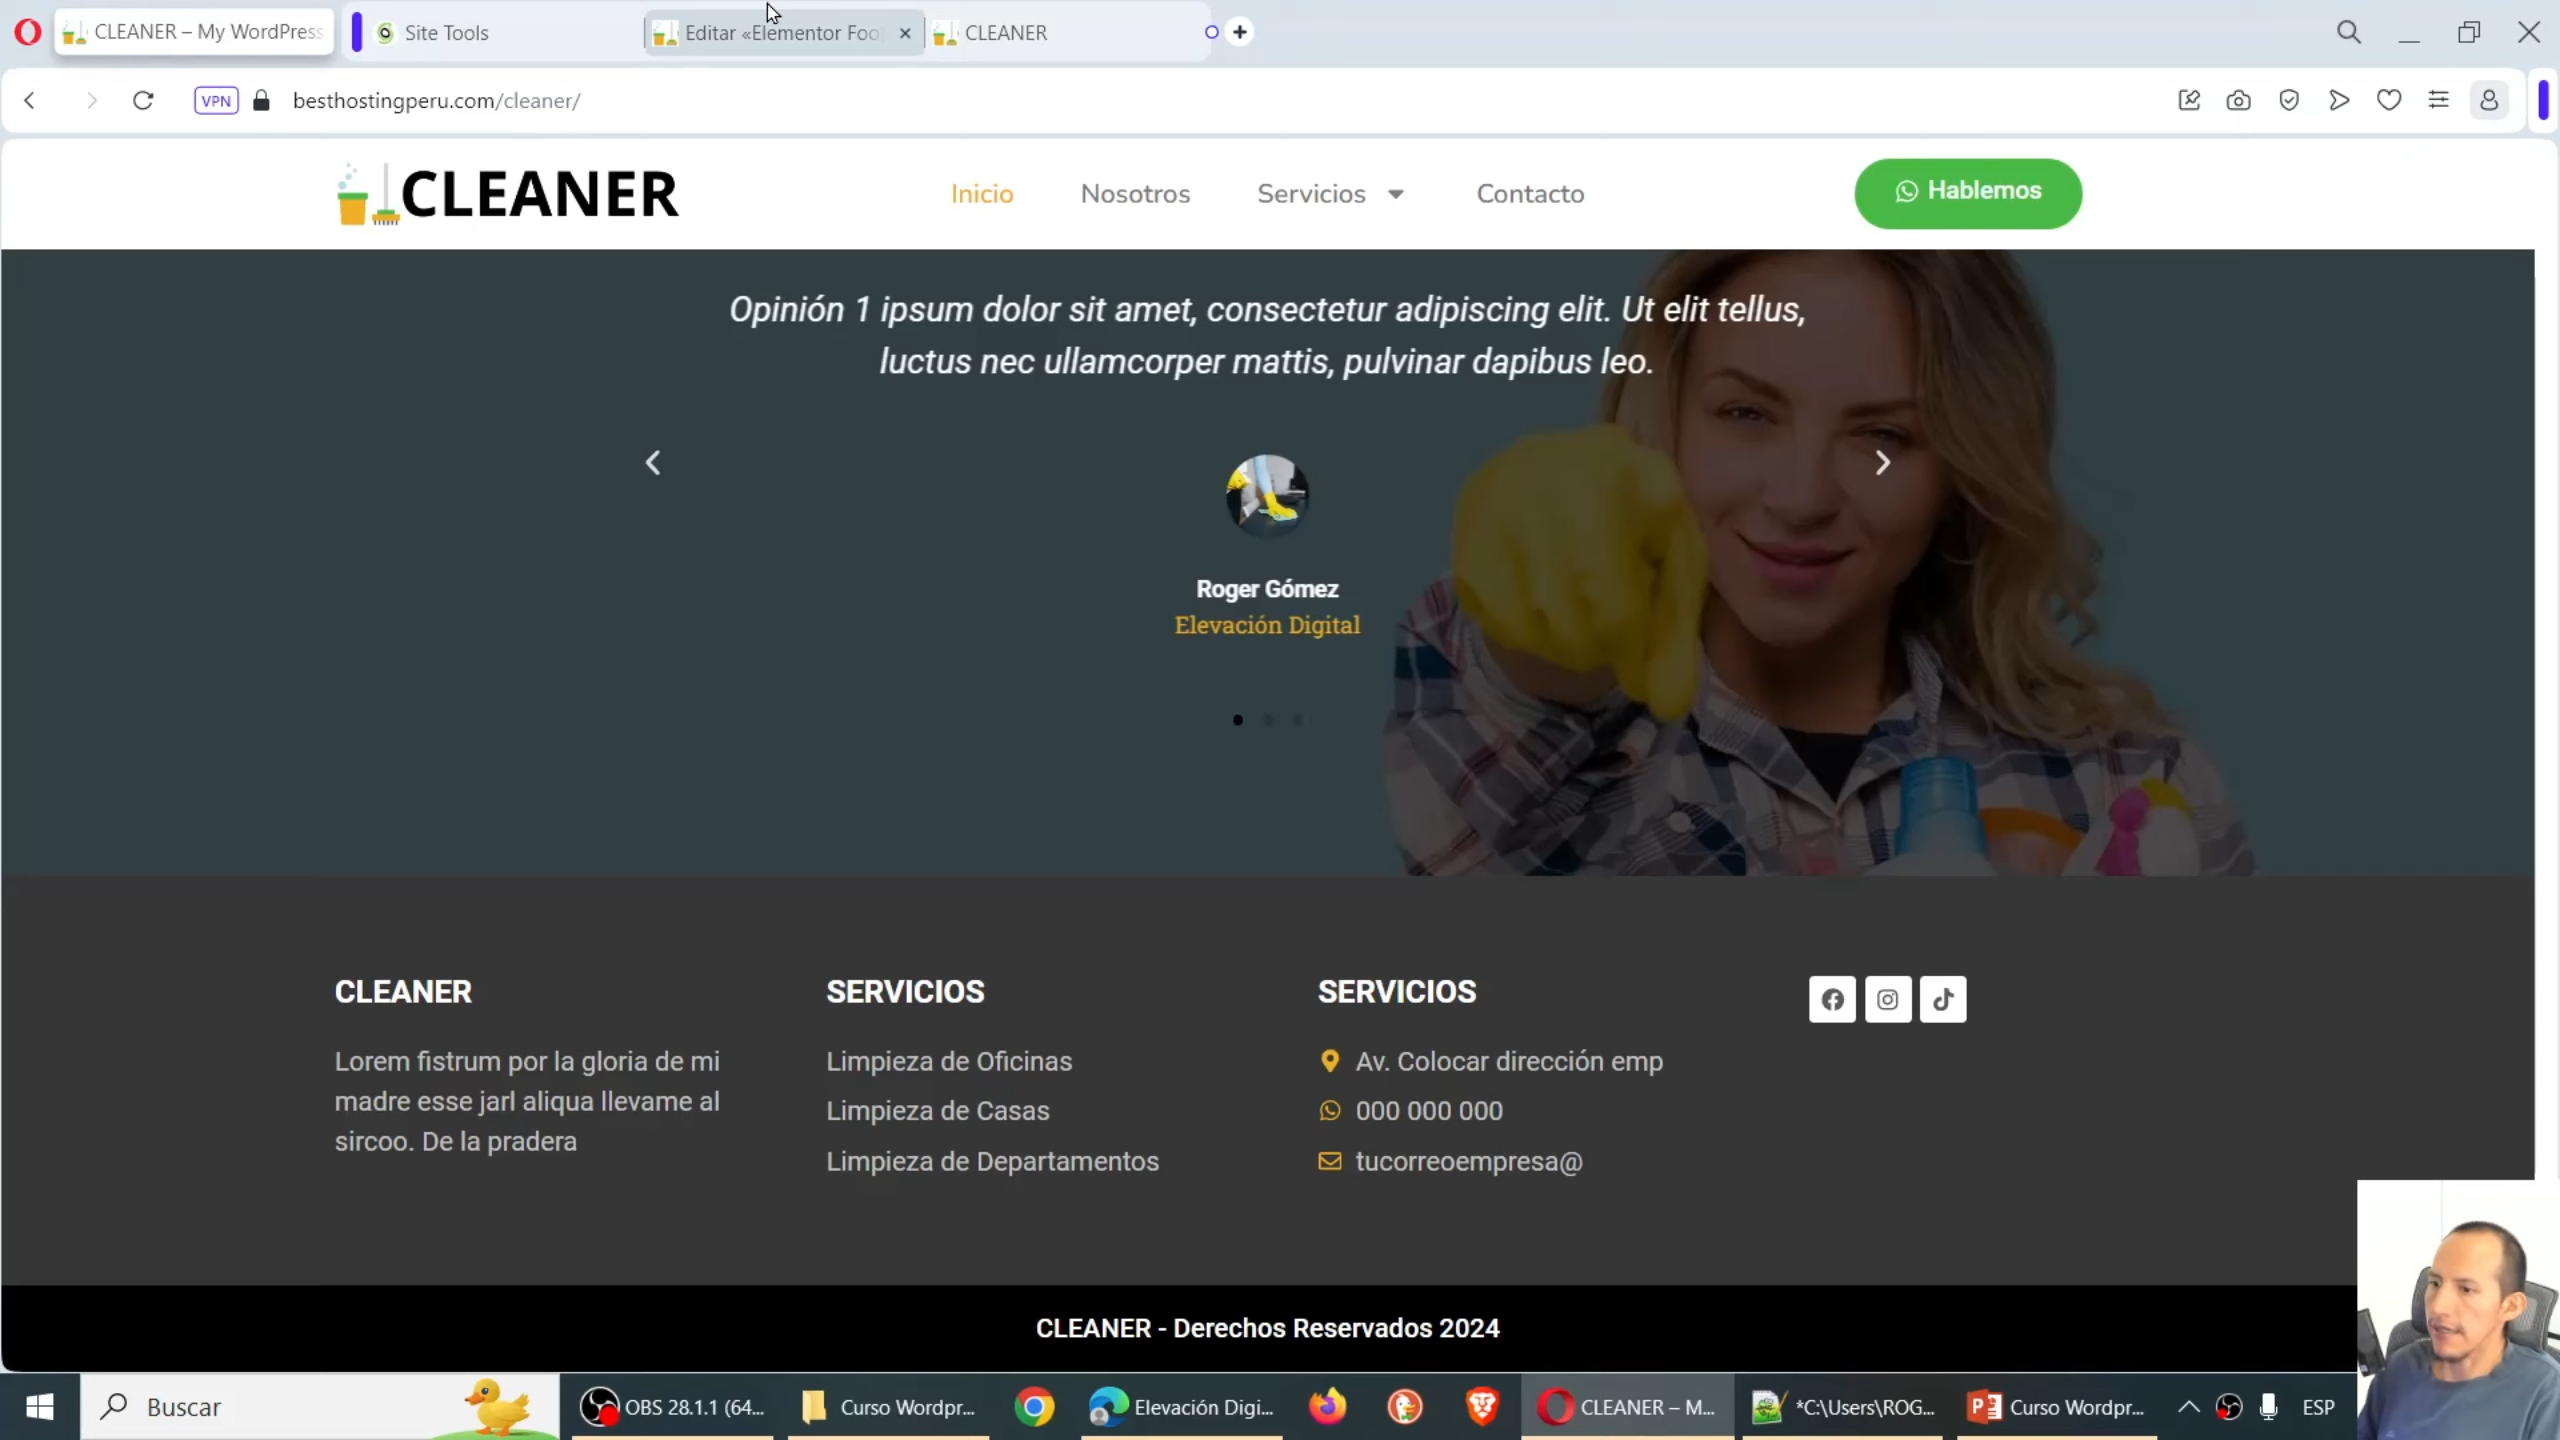 CLEANER – My WordPress
Site Tools
Editar «Elementor Foo
CLEANER
VPN
besthostingperu.com/cleaner/
CLEANER
Inicio
Nosotros
Servicios
Contacto
Hablemos
Opinión 1 ipsum dolor sit amet, consectetur adipiscing elit. Ut elit tellus,
luctus nec ullamcorper mattis, pulvinar dapibus leo.
Roger Gómez
Elevación Digital
CLEANER
Lorem fistrum por la gloria de mi
madre esse jarl aliqua llevame al
sircoo. De la pradera
SERVICIOS
Limpieza de Oficinas
Limpieza de Casas
Limpieza de Departamentos
SERVICIOS
Av. Colocar dirección emp
000 000 000
tucorreoempresa@
CLEANER - Derechos Reservados 2024
Buscar
OBS 28.1.1 (64...
Curso Wordpr...
Elevación Digi...
CLEANER – M...
*C:\Users\ROG...
Curso Wordpr...
ESP